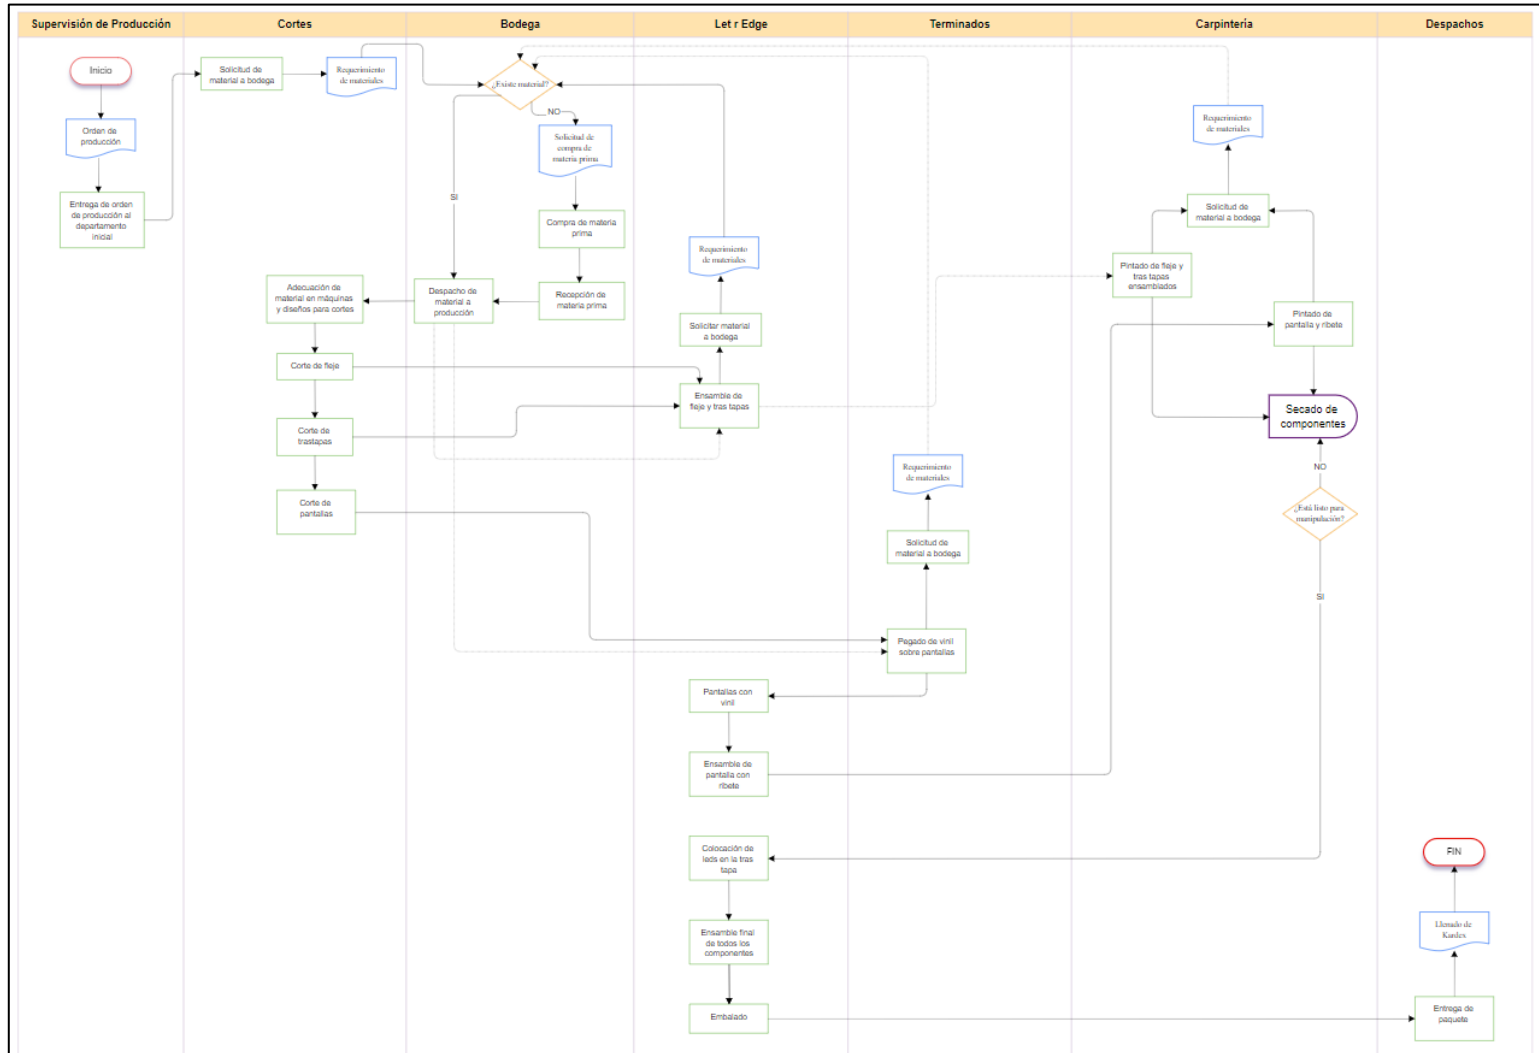 Supervisión de Producción
Cortes
Bodega
Let r Edge
Terminados
Carpintería
Despachos
Inicio
Orden de
producción
Entrega de orden
de producción al
departamento
inicial
Solicitud de
material a bodega
Requerimiento
de materiales
Adecuación de
material en máquinas
y diseños para cortes
Corte de fleje
Corte de
trastapas
Corte de
pantallas
¿Existe material?
NO
SI
Solicitud de
compra de
materia prima
Compra de materia
prima
Recepción de
materia prima
Despacho de
material a
producción
Requerimiento
de materiales
Solicitar material
a bodega
Ensamble de
fleje y tras tapas
Pantallas con
vinil
Ensamble de
pantalla con
ribete
Colocación de
leds en la tras
tapa
Ensamble final
de todos los
componentes
Embalado
Requerimiento
de materiales
Solicitud de
material a bodega
Pegado de vinil
sobre pantallas
Requerimiento
de materiales
Solicitud de
material a bodega
Pintado de fleje y
tras tapas
ensamblados
Pintado de
pantalla y ribete
Secado de
componentes
NO
¿Está listo para
manipulación?
SI
FIN
Llenado de
Kardex
Entrega de
paquete